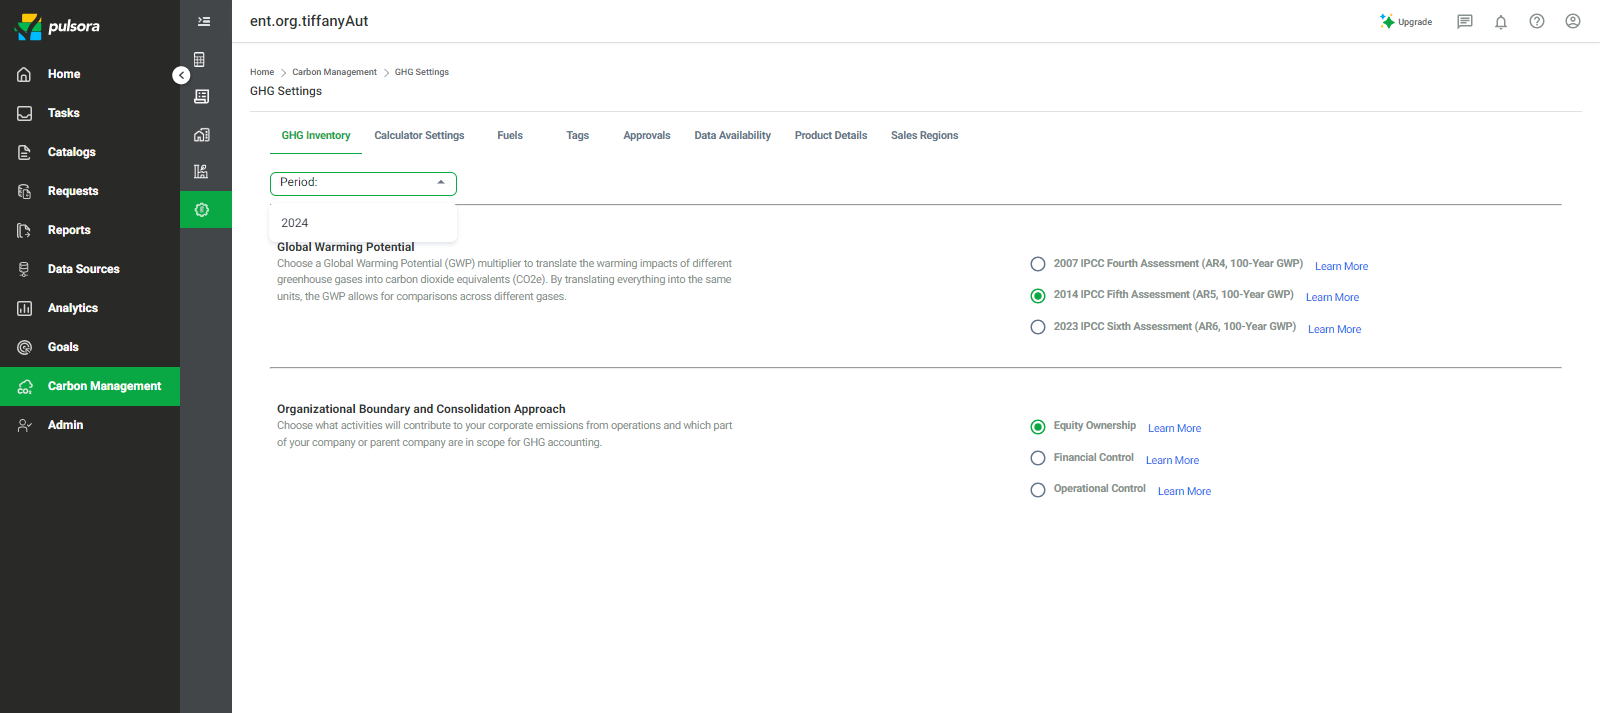 pulsora
ent.org.tiffanyAut
Upgrade
Home
Tasks
Catalogs
Requests
Reports
Data Sources
Analytics
Goals
Carbon Management
Admin
Home > Carbon Management > GHG Settings
GHG Settings
GHG Inventory Calculator Settings Fuels Tags Approvals Data Availability Product Details Sales Regions
Period:
2024
Global Warming Potential
Choose a Global Warming Potential (GWP) multiplier to translate the warming impacts of different
greenhouse gases into carbon dioxide equivalents (CO2e). By translating everything into the same
units, the GWP allows for comparisons across different gases.
2007 IPCC Fourth Assessment (AR4, 100-Year GWP) Learn More
2014 IPCC Fifth Assessment (AR5, 100-Year GWP) Learn More
2023 IPCC Sixth Assessment (AR6, 100-Year GWP) Learn More
Organizational Boundary and Consolidation Approach
Choose what activities will contribute to your corporate emissions from operations and which part
of your company or parent company are in scope for GHG accounting.
Equity Ownership Learn More
Financial Control Learn More
Operational Control Learn More